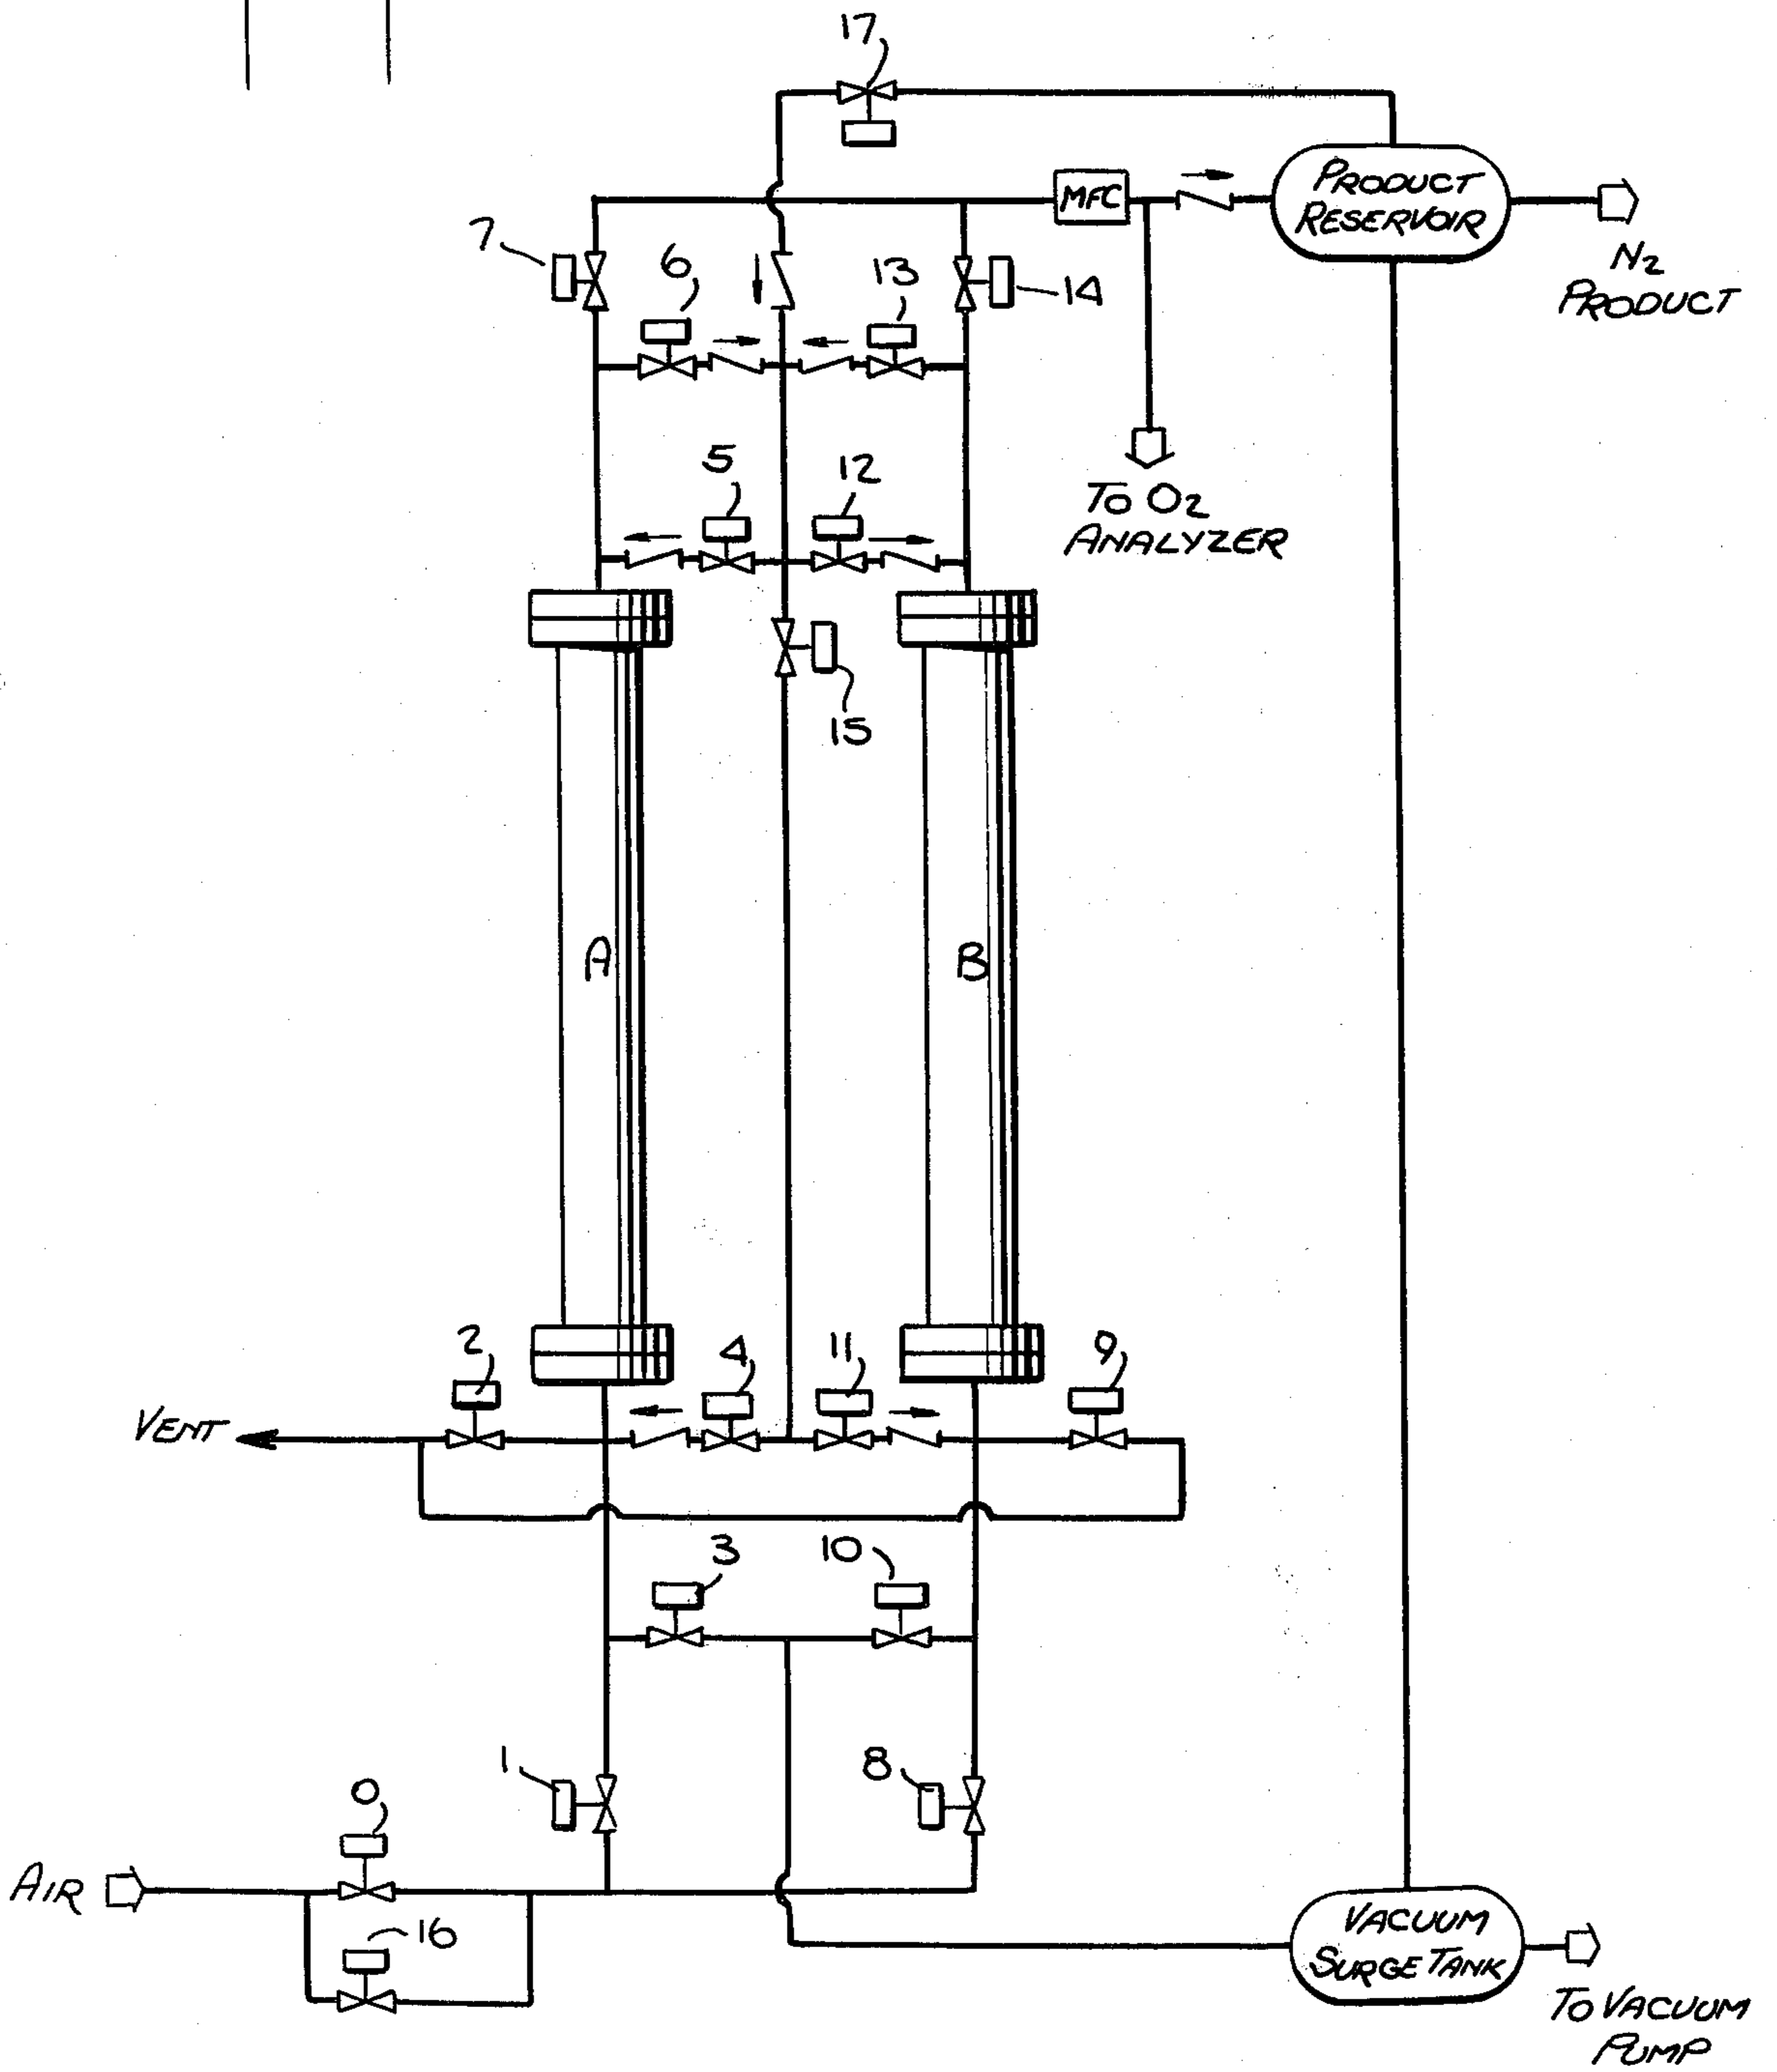 17
MFC
PRODUCT
RESERVOIR
7
6
13
14
N2
PRODUCT
5
12
TO O2
ANALYZER
15
A
B
2
4
11
9
VENT
3
10
1
8
0
AIR
16
VACUUM
SURGE TANK
TO VACUUM
PUMP